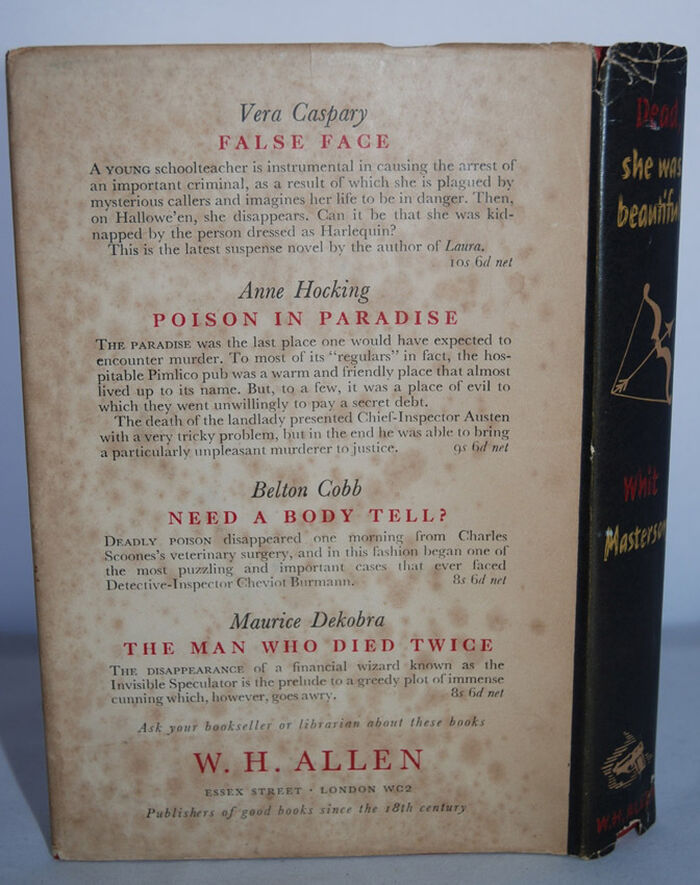 Vera Caspary
FALSE FACE
A YOUNG schoolteacher is instrumental in causing the arrest of
an important criminal, as a result of which she is plagued by
mysterious callers and imagines her life to be in danger. Then,
on Hallowe'en, she disappears. Can it be that she was kid-
napped by the person dressed as Harlequin?
This is the latest suspense novel by the author of Laura.
10s 6d net
Anne Hocking
POISON IN PARADISE
THE PARADISE was the last place one would have expected to
encounter murder. To most of its "regulars" in fact, the hos-
pitable Pimlico pub was a warm and friendly place that almost
lived up to its name. But, to a few, it was a place of evil to
which they went unwillingly to pay a secret debt.
The death of the landlady presented Chief-Inspector Austen
with a very tricky problem, but in the end he was able to bring
a particularly unpleasant murderer to justice. 9s 6d net
Belton Cobb
NEED A BODY TELL?
DEADLY POISON disappeared one morning from Charles
Scoones's veterinary surgery, and in this fashion began one of
the most puzzling and important cases that ever faced
Detective-Inspector Cheviot Burmann. 8s 6d net
Maurice Dekobra
THE MAN WHO DIED TWICE
THE DISAPPEARANCE of a financial wizard known as the
Invisible Speculator is the prelude to a greedy plot of immense
cunning which, however, goes awry. 8s 6d net
Ask your bookseller or librarian about these books
W. H. ALLEN
ESSEX STREET · LONDON WC2
Publishers of good books since the 18th century
Dead,
she was
beautiful
Whit
Masterson
W.H. ALLEN